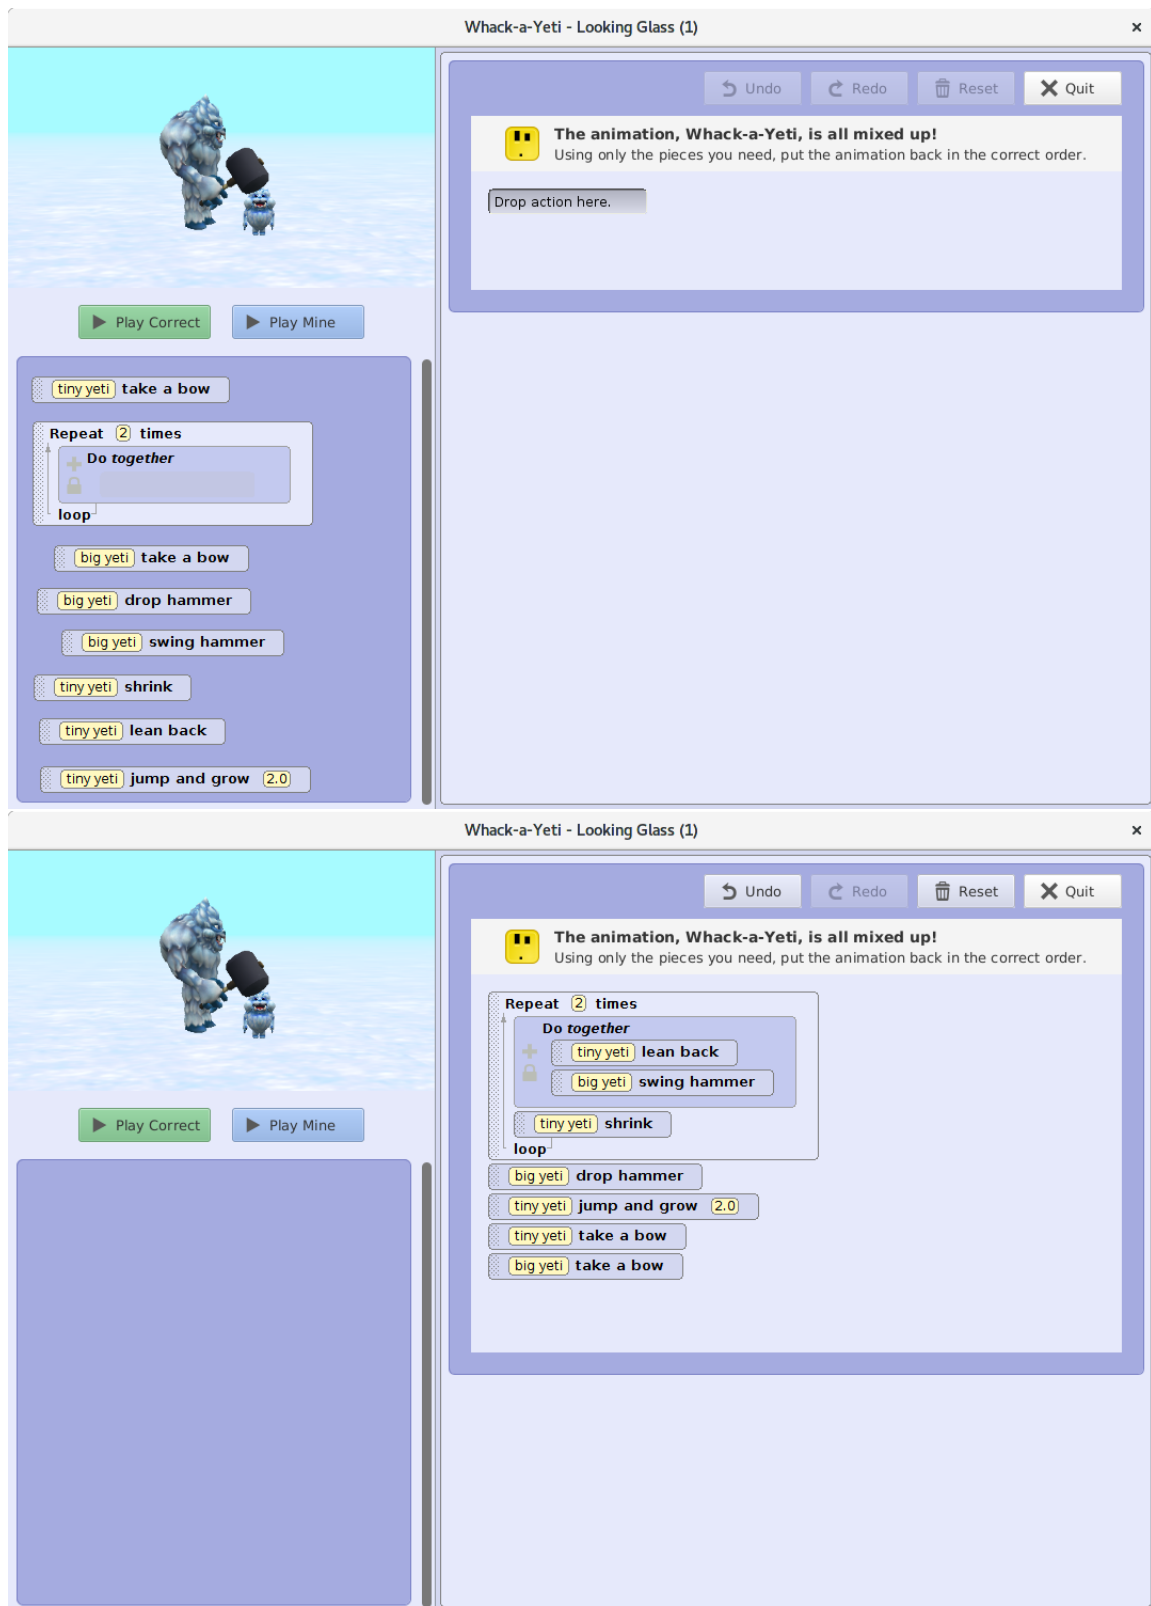 Whack-a-Yeti - Looking Glass (1)
Undo Redo Reset Quit
The animation, Whack-a-Yeti, is all mixed up!
Using only the pieces you need, put the animation back in the correct order.
Drop action here.
Play Correct Play Mine
tiny yeti take a bow
Repeat 2 times
Do together
loop
big yeti take a bow
big yeti drop hammer
big yeti swing hammer
tiny yeti shrink
tiny yeti lean back
tiny yeti jump and grow 2.0
Whack-a-Yeti - Looking Glass (1)
Undo Redo Reset Quit
The animation, Whack-a-Yeti, is all mixed up!
Using only the pieces you need, put the animation back in the correct order.
Play Correct Play Mine
Repeat 2 times
Do together
tiny yeti lean back
big yeti swing hammer
tiny yeti shrink
loop
big yeti drop hammer
tiny yeti jump and grow 2.0
tiny yeti take a bow
big yeti take a bow